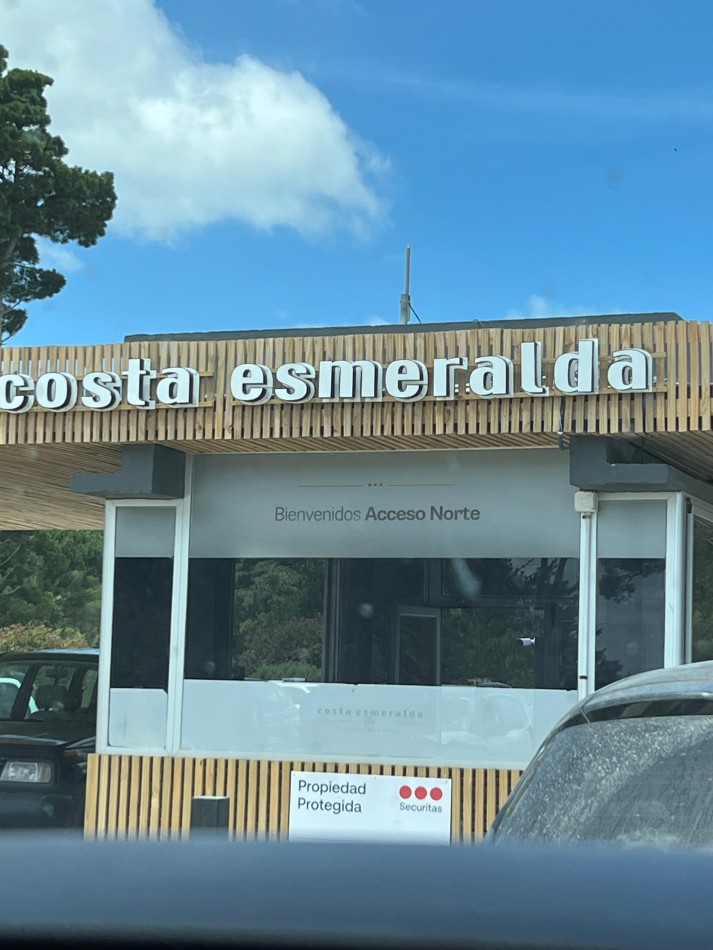 costa esmeralda
Bienvenidos Acceso Norte
costa esmeralda
Propiedad
Protegida
Securitas